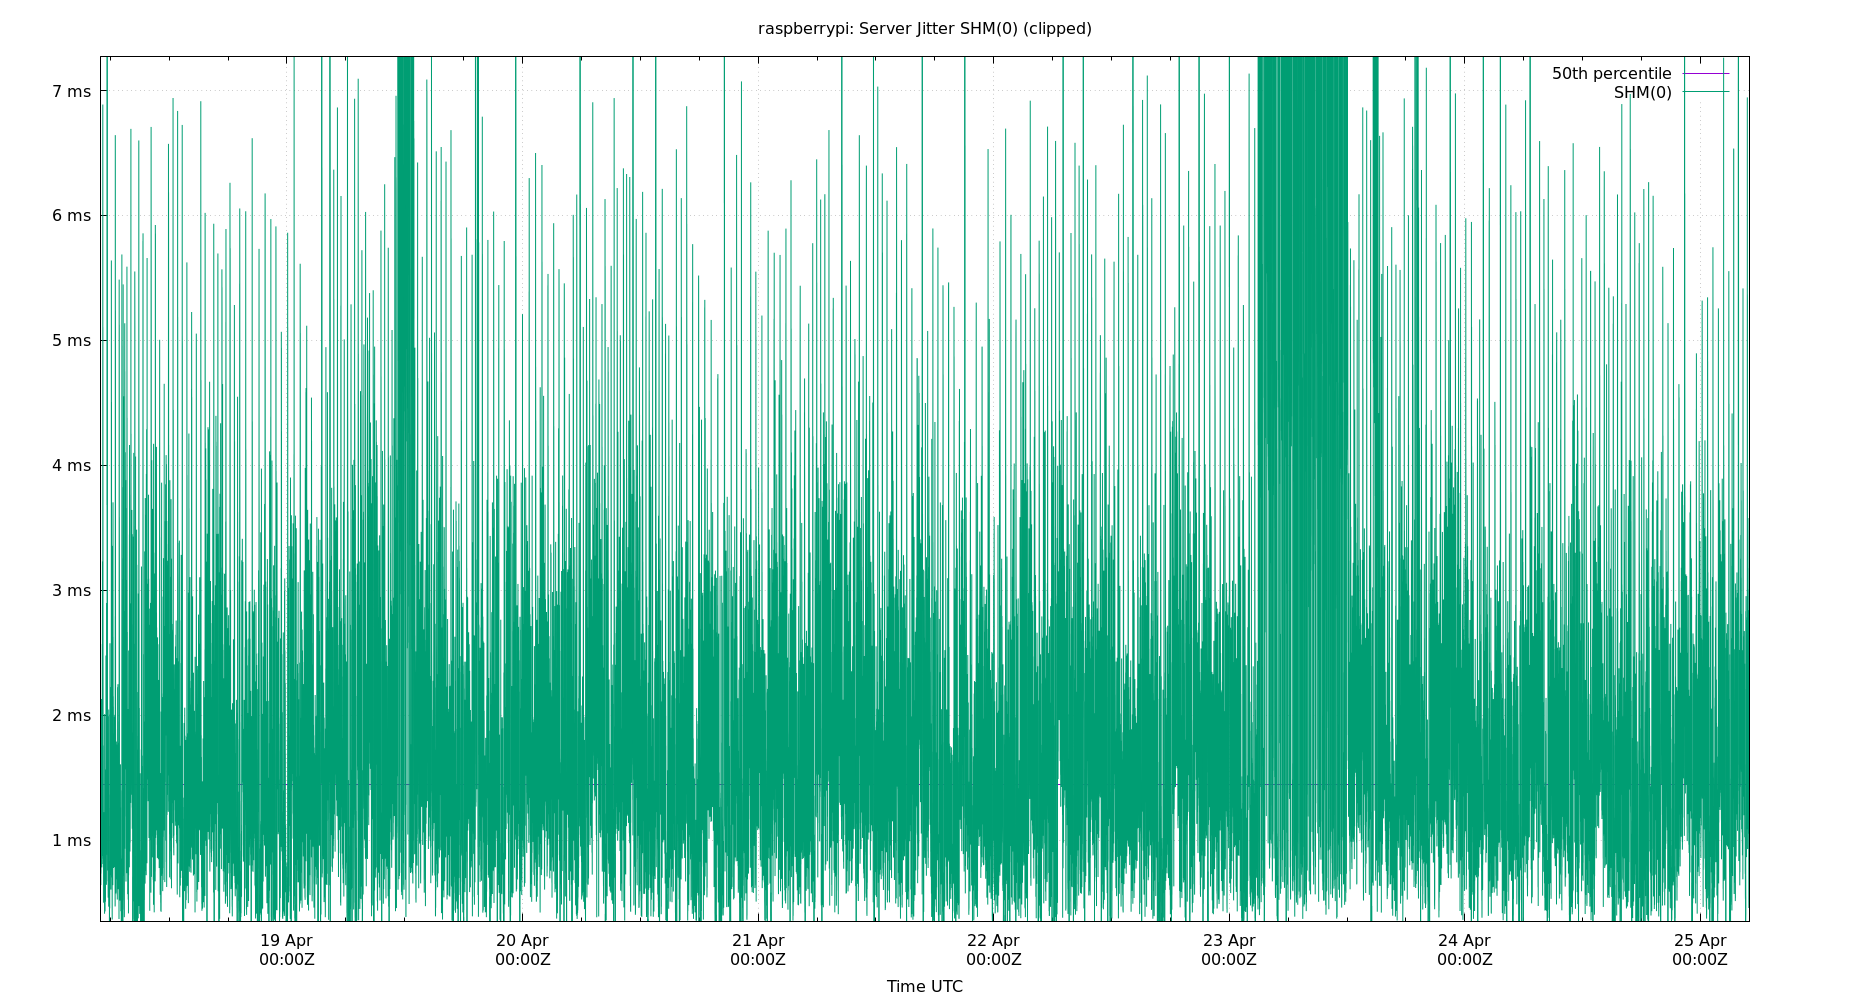 raspberrypi: Server Jitter SHM(0) (clipped)
50th percentile
SHM(0)
7 ms
6 ms
5 ms
4 ms
3 ms
2 ms
1 ms
19 Apr 20 Apr 21 Apr 22 Apr 23 Apr 24 Apr 25 Apr
00:00Z 00:00Z 00:00Z 00:00Z 00:00Z 00:00Z 00:00Z
Time UTC